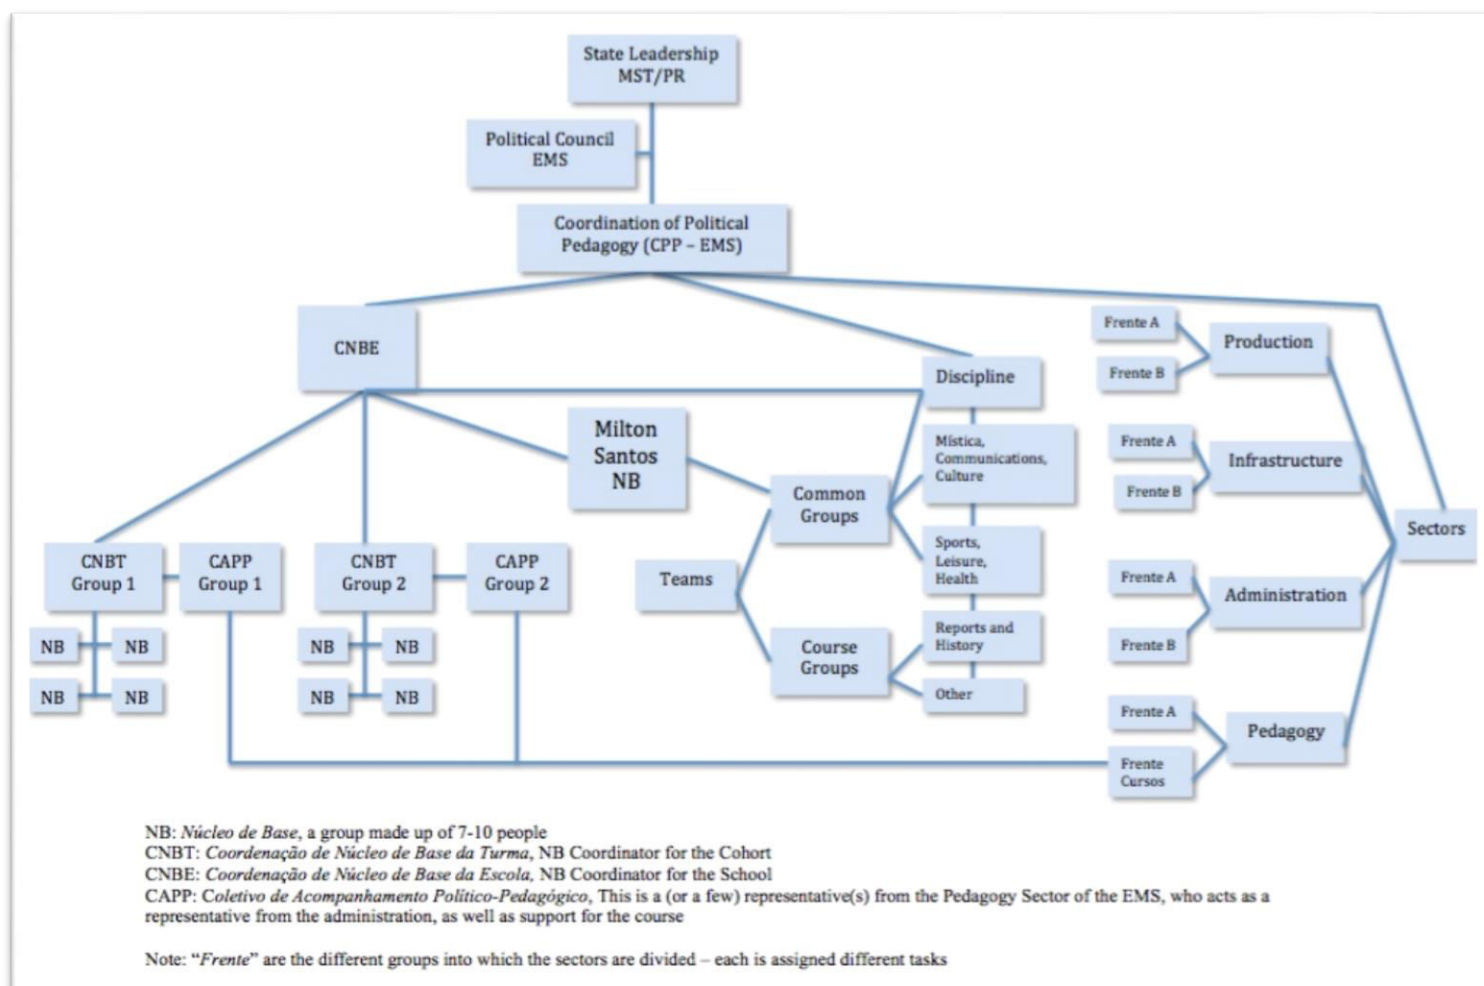 State Leadership
MST/PR
Political Council
EMS
Coordination of Political
Pedagogy (CPP – EMS)
CNBE
Discipline
Frente A
Frente B
Production
Milton
Santos
NB
Mística,
Communications,
Culture
Frente A
Frente B
Infrastructure
Common
Groups
Sectors
CNBT
Group 1
CAPP
Group 1
CNBT
Group 2
CAPP
Group 2
Teams
Sports,
Leisure,
Health
Frente A
Frente B
Administration
NB
NB
NB
NB
NB
NB
NB
NB
Course
Groups
Reports and
History
Other
Frente A
Frente
Cursos
Pedagogy
NB: Núcleo de Base, a group made up of 7-10 people
CNBT: Coordenação de Núcleo de Base da Turma, NB Coordinator for the Cohort
CNBE: Coordenação de Núcleo de Base da Escola, NB Coordinator for the School
CAPP: Coletivo de Acompanhamento Político-Pedagógico, This is a (or a few) representative(s) from the Pedagogy Sector of the EMS, who acts as a
representative from the administration, as well as support for the course
Note: “Frente” are the different groups into which the sectors are divided – each is assigned different tasks